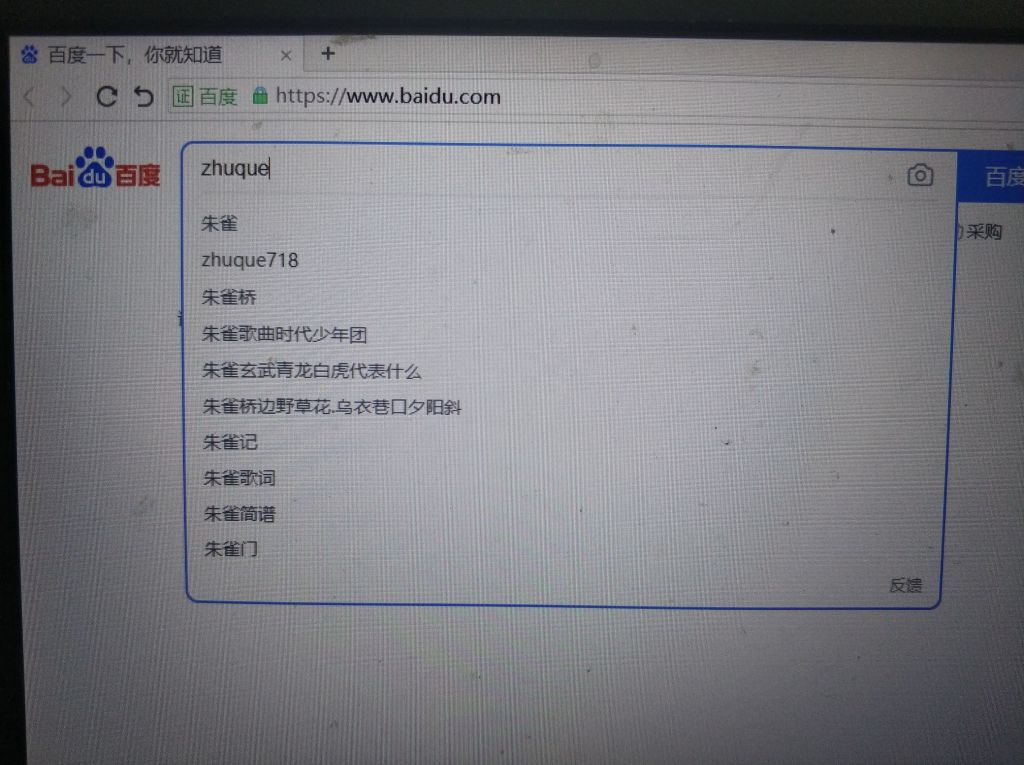 百度一下，你就知道
证 百度 https://www.baidu.com
Bai du 百度
zhuque
百度
采购
朱雀
zhuque718
朱雀桥
朱雀歌曲时代少年团
朱雀玄武青龙白虎代表什么
朱雀桥边野草花.乌衣巷口夕阳斜
朱雀记
朱雀歌词
朱雀简谱
朱雀门
反馈